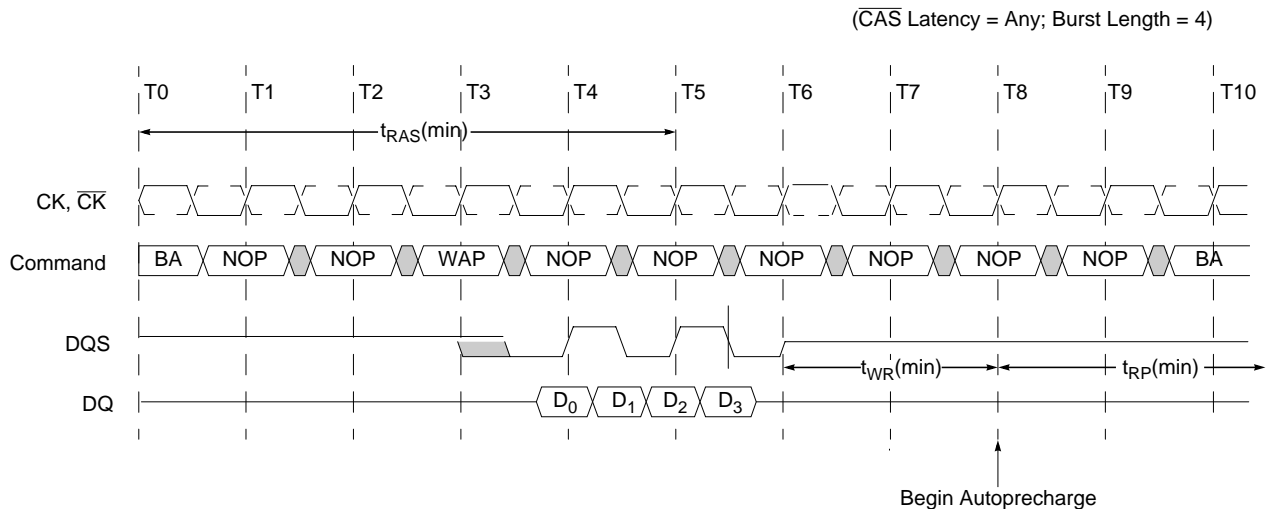 (C̅A̅S̅ Latency = Any; Burst Length = 4)
T0 T1 T2 T3 T4 T5 T6 T7 T8 T9 T10
tRAS(min)
CK, C̅K̅
Command BA NOP NOP WAP NOP NOP NOP NOP NOP NOP BA
DQS
tWR(min) tRP(min)
DQ D0 D1 D2 D3
Begin Autoprecharge